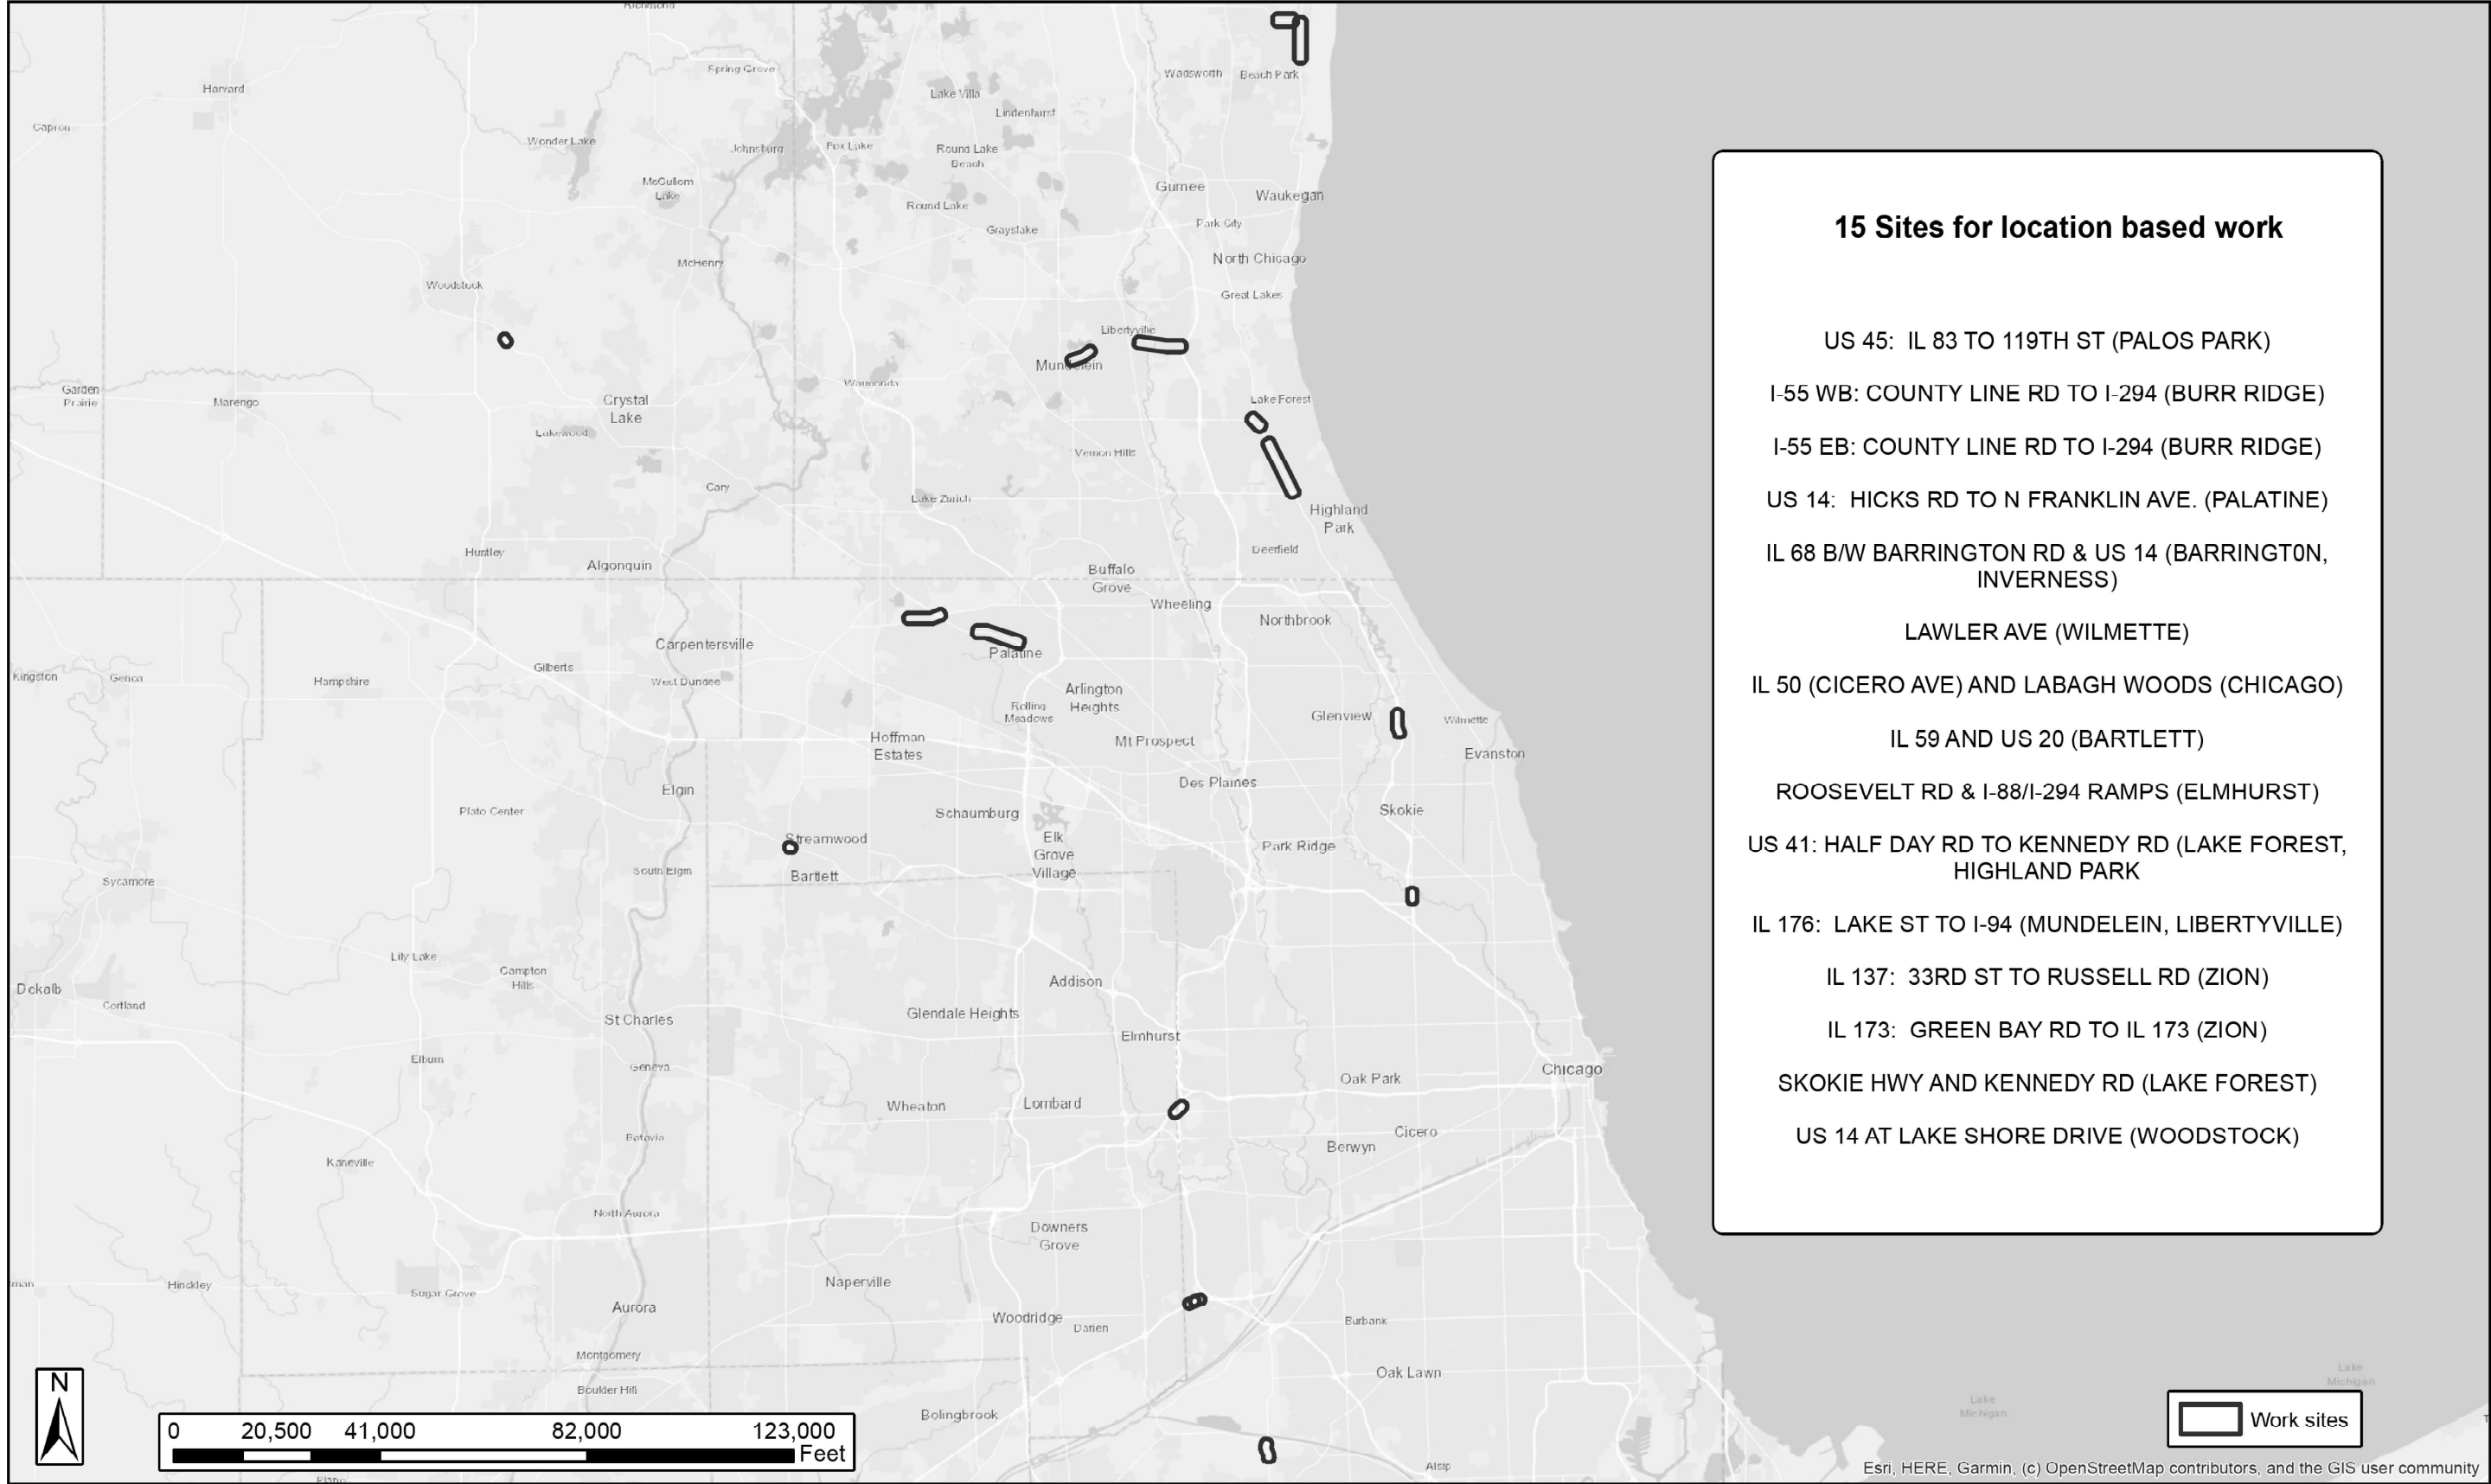 Richmond
Spring Grove
Wadsworth
Beach Park
Harvard
Lake Villa
Lindenhurst
Capron
Wonder Lake
Johnsburg
Fox Lake
Round Lake
Beach
McCullom
Lake
Gurnee
Waukegan
Round Lake
Park City
Grayslake
North Chicago
McHenry
Woodstock
Great Lakes
Libertyville
Mundelein
Wauconda
Garden
Prairie
Marengo
Crystal
Lake
Lake Forest
Lakewood
Vernon Hills
Cary
Lake Zurich
Highland
Park
Huntley
Algonquin
Deerfield
Buffalo
Grove
Wheeling
Northbrook
Carpentersville
Palatine
Gilberts
Kingston
Genoa
Hampshire
West Dundee
Arlington
Heights
Rolling
Meadows
Glenview
Wilmette
Hoffman
Estates
Mt Prospect
Evanston
Des Plaines
Elgin
Plato Center
Schaumburg
Skokie
Streamwood
Elk
Grove
Village
Park Ridge
South Elgin
Bartlett
Sycamore
Lily Lake
Campton
Hills
Addison
Dekalb
Cortland
St Charles
Glendale Heights
Elmhurst
Elburn
Geneva
Oak Park
Chicago
Wheaton
Lombard
Batavia
Cicero
Berwyn
Kaneville
North Aurora
Downers
Grove
Hinckley
Sugar Grove
Naperville
Aurora
Woodridge
Darien
Burbank
Montgomery
Oak Lawn
Boulder Hill
Bolingbrook
Alsip
Plano
15 Sites for location based work
US 45: IL 83 TO 119TH ST (PALOS PARK)
I-55 WB: COUNTY LINE RD TO I-294 (BURR RIDGE)
I-55 EB: COUNTY LINE RD TO I-294 (BURR RIDGE)
US 14: HICKS RD TO N FRANKLIN AVE. (PALATINE)
IL 68 B/W BARRINGTON RD & US 14 (BARRINGT0N,
INVERNESS)
LAWLER AVE (WILMETTE)
IL 50 (CICERO AVE) AND LABAGH WOODS (CHICAGO)
IL 59 AND US 20 (BARTLETT)
ROOSEVELT RD & I-88/I-294 RAMPS (ELMHURST)
US 41: HALF DAY RD TO KENNEDY RD (LAKE FOREST,
HIGHLAND PARK
IL 176: LAKE ST TO I-94 (MUNDELEIN, LIBERTYVILLE)
IL 137: 33RD ST TO RUSSELL RD (ZION)
IL 173: GREEN BAY RD TO IL 173 (ZION)
SKOKIE HWY AND KENNEDY RD (LAKE FOREST)
US 14 AT LAKE SHORE DRIVE (WOODSTOCK)
N
0 20,500 41,000 82,000 123,000
Feet
Lake
Michigan
Lake
Michigan
Work sites
Esri, HERE, Garmin, (c) OpenStreetMap contributors, and the GIS user community